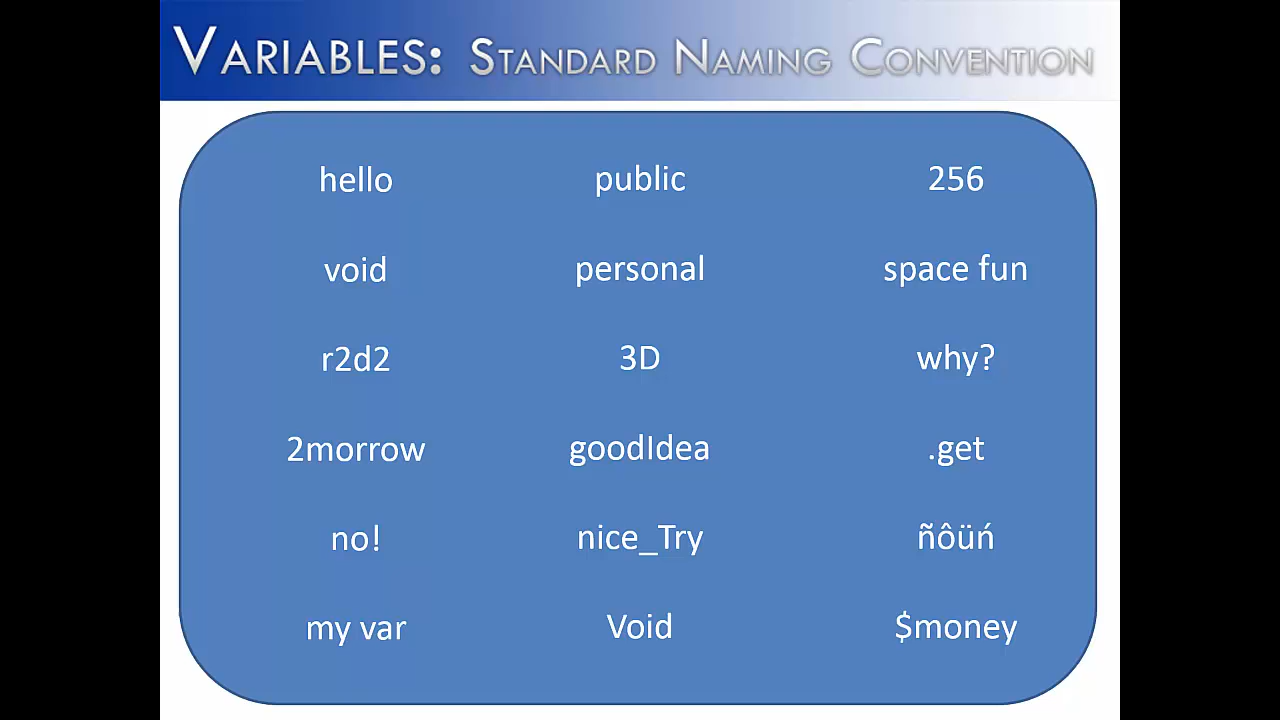 VARIABLES: STANDARD NAMING CONVENTION
hello public 256
void personal space fun
r2d2 3D why?
2morrow goodIdea .get
no! nice_Try ñôüń
my var Void $money